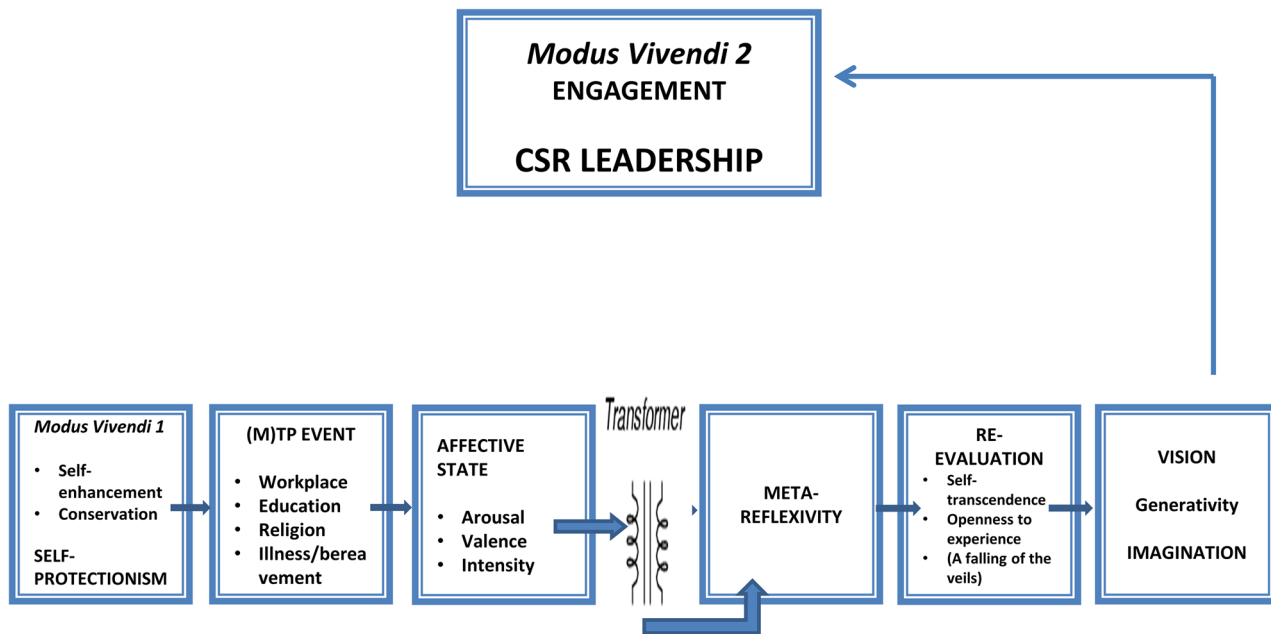 Modus Vivendi 2
ENGAGEMENT
CSR LEADERSHIP
Modus Vivendi 1
• Self-
enhancement
• Conservation
SELF-
PROTECTIONISM
(M)TP EVENT
• Workplace
• Education
• Religion
• Illness/berea
vement
AFFECTIVE
STATE
• Arousal
• Valence
• Intensity
Transformer
META-
REFLEXIVITY
RE-
EVALUATION
• Self-
transcendence
• Openness to
experience
• (A falling of the
veils)
VISION
Generativity
IMAGINATION